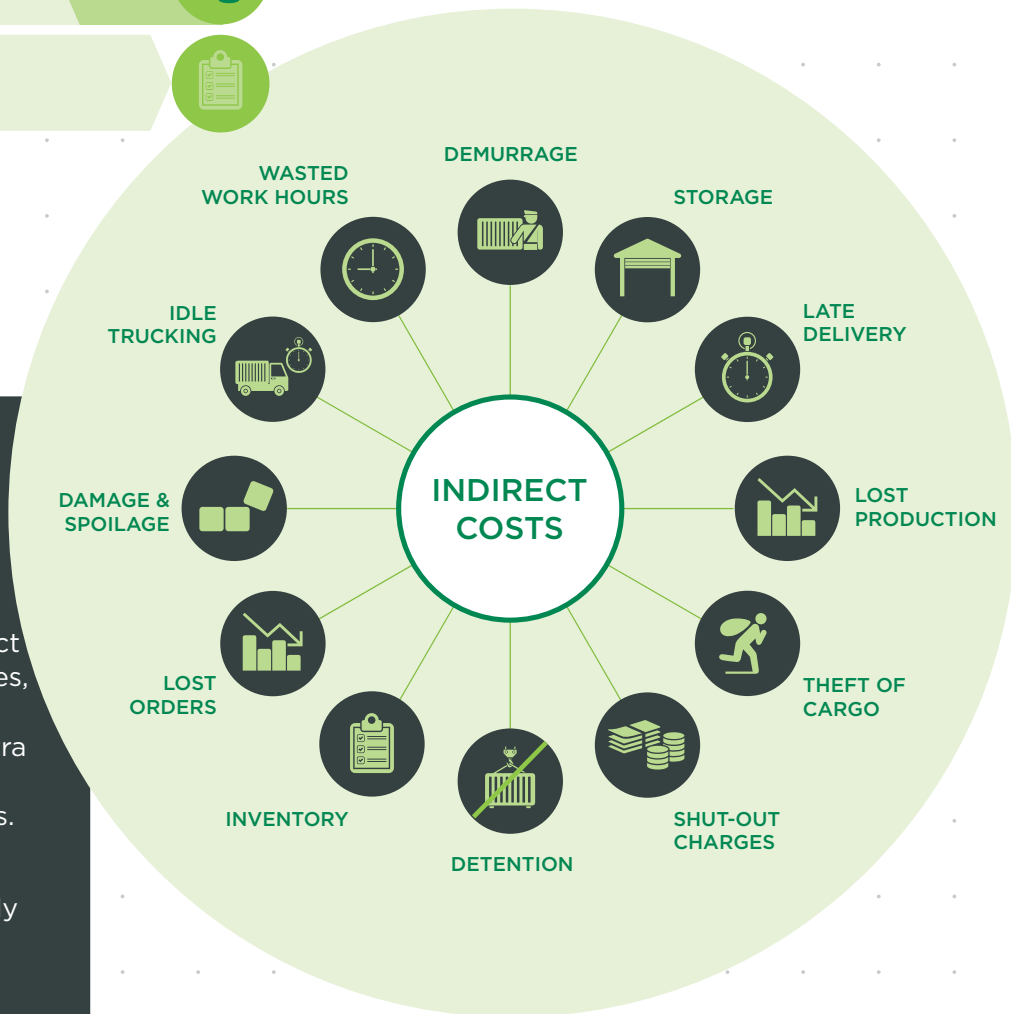 DEMURRAGE
STORAGE
LATE
DELIVERY
LOST
PRODUCTION
THEFT OF
CARGO
SHUT-OUT
CHARGES
DETENTION
INVENTORY
LOST
ORDERS
DAMAGE &
SPOILAGE
IDLE
TRUCKING
WASTED
WORK HOURS
INDIRECT
COSTS